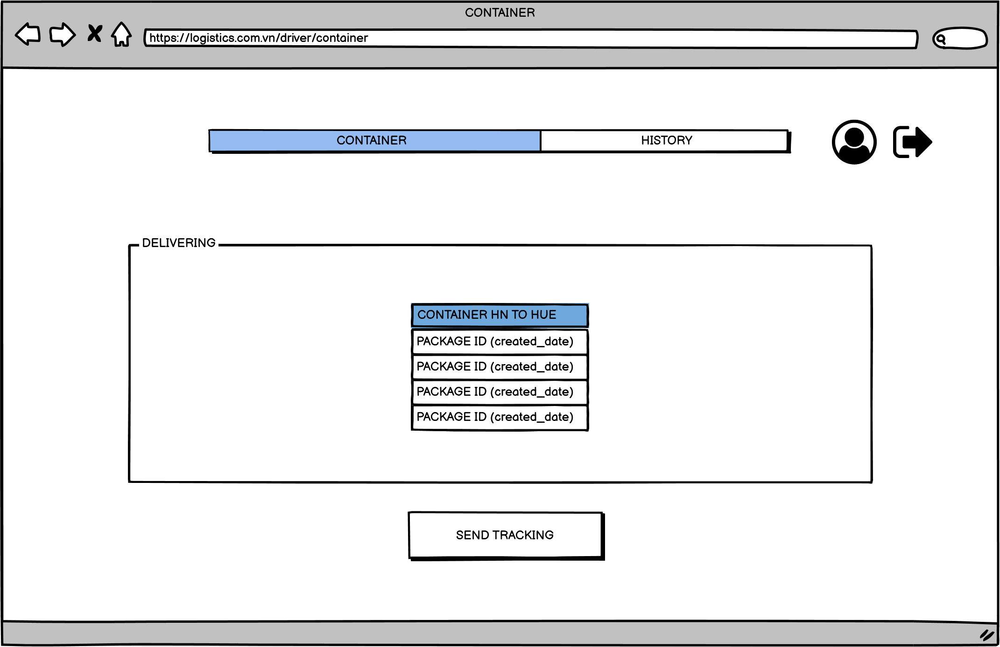 CONTAINER
https://logistics.com.vn/driver/container
CONTAINER
HISTORY
DELIVERING
CONTAINER HN TO HUE
PACKAGE ID (created_date)
PACKAGE ID (created_date)
PACKAGE ID (created_date)
PACKAGE ID (created_date)
SEND TRACKING